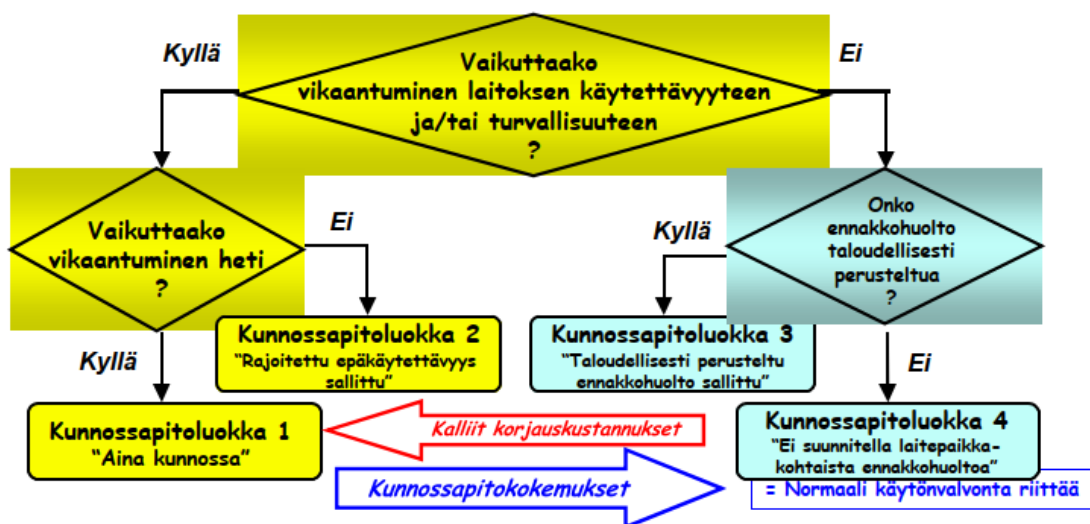 Kyllä
Vaikuttaako
vikaantuminen laitoksen käytettävyyteen
ja/tai turvallisuuteen
?
Ei
Vaikuttaako
vikaantuminen heti
?
Ei
Kyllä
Onko
ennakkohuolto
taloudellisesti
perusteltua
?
Kunnossapitoluokka 2
"Rajoitettu epäkäytettävyys
sallittu"
Kunnossapitoluokka 3
"Taloudellisesti perusteltu
ennakkohuolto sallittu"
Kyllä
Ei
Kunnossapitoluokka 1
"Aina kunnossa"
Kalliit korjauskustannukset
Kunnossapitoluokka 4
"Ei suunnitella laitepaikka-
kohtaista ennakkohuoltoa"
Kunnossapitokokemukset
= Normaali käytönvalvonta riittää